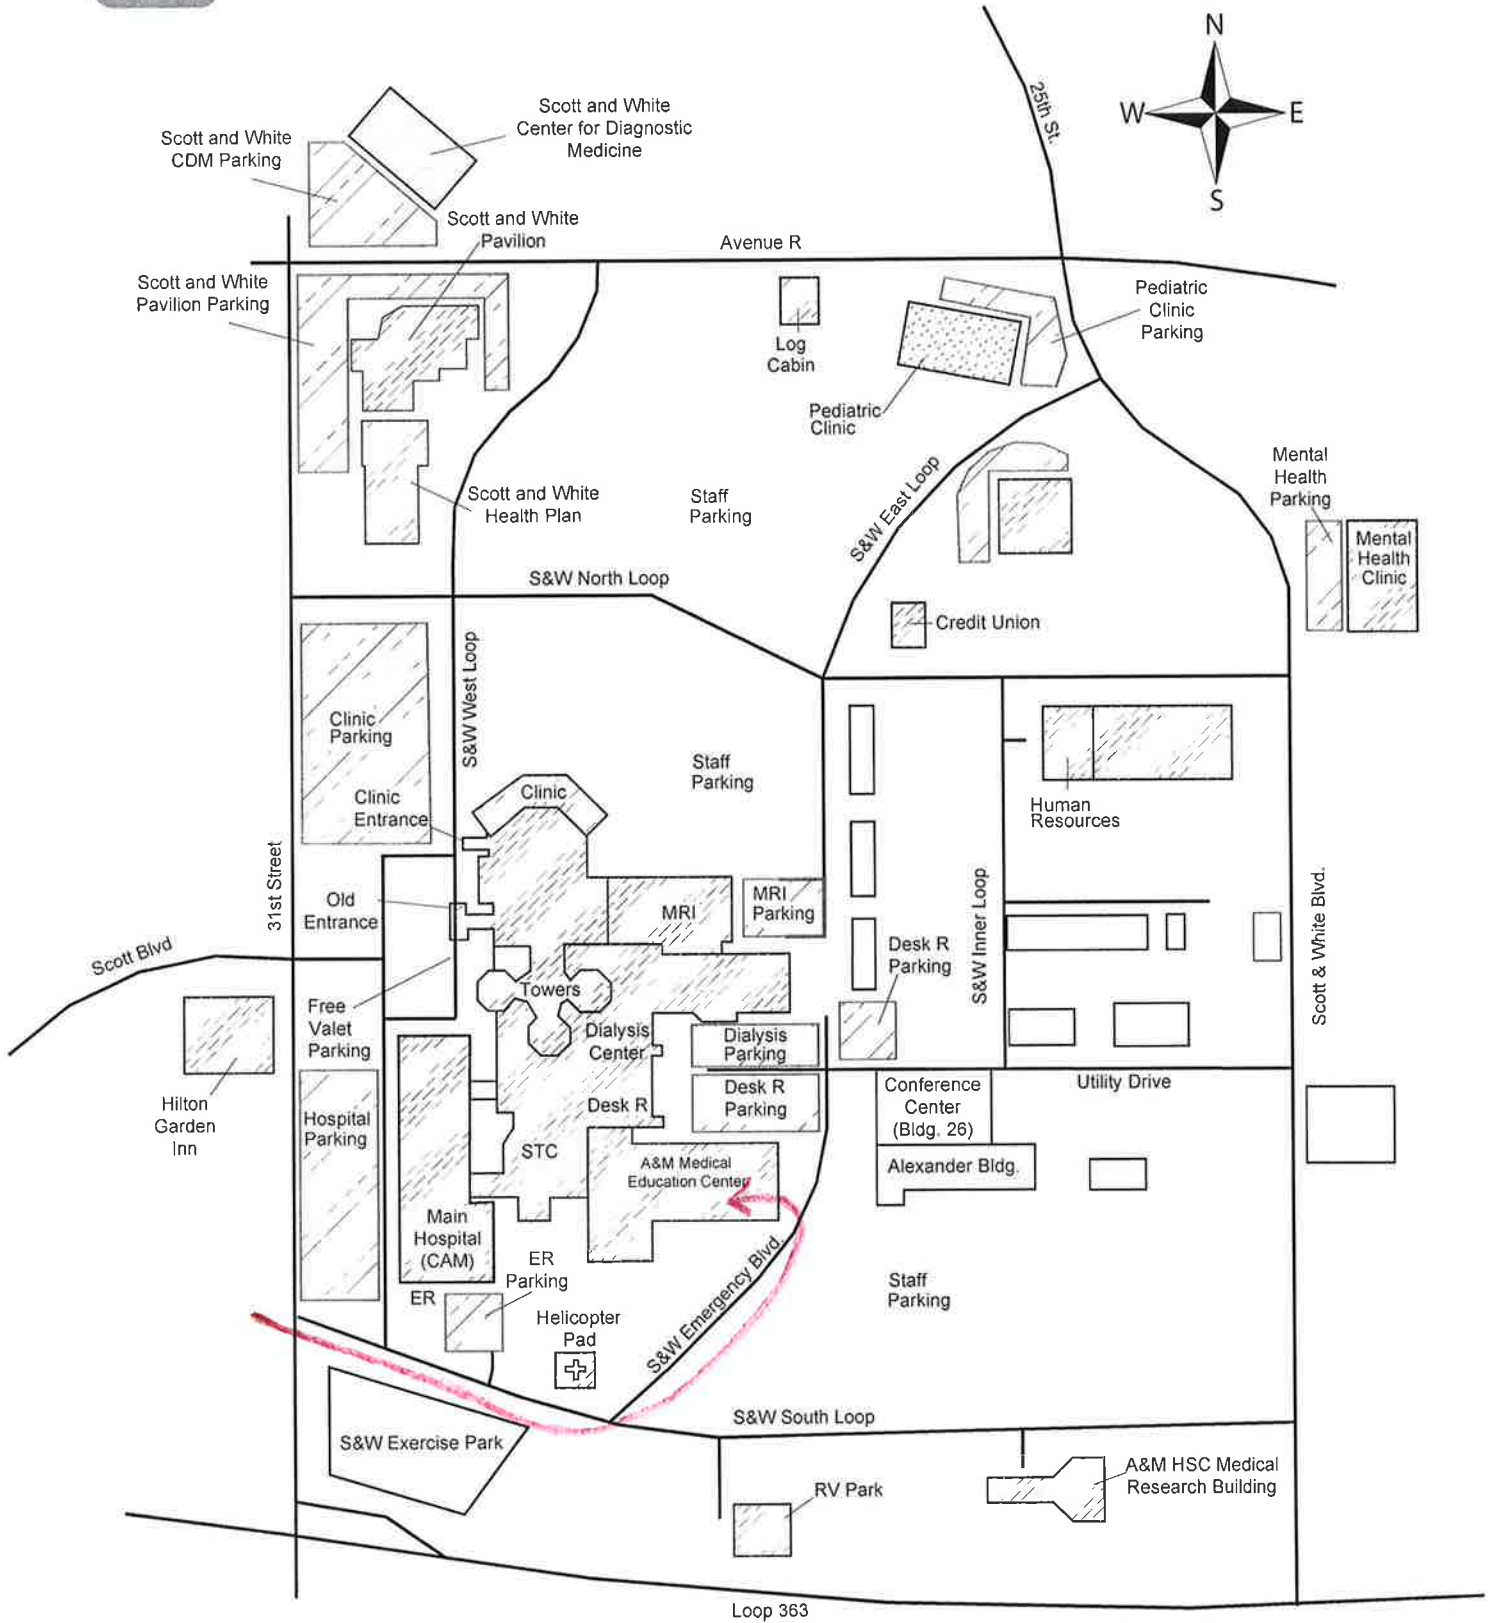 N
W
E
S
25th St.
Scott and White
Center for Diagnostic
Medicine
Scott and White
CDM Parking
Scott and White
Pavilion
Avenue R
Scott and White
Pavilion Parking
Pediatric
Clinic
Parking
Log
Cabin
Pediatric
Clinic
Mental
Health
Parking
Scott and White
Health Plan
Staff
Parking
S&W East Loop
Mental
Health
Clinic
S&W North Loop
Credit Union
S&W West Loop
Clinic
Parking
Staff
Parking
Clinic
Clinic
Entrance
Human
Resources
31st Street
Old
Entrance
MRI
MRI
Parking
Scott & White Blvd.
S&W Inner Loop
Scott Blvd
Desk R
Parking
Towers
Free
Valet
Parking
Dialysis
Center
Dialysis
Parking
Utility Drive
Conference
Center
(Bldg. 26)
Desk R
Parking
Desk R
Hilton
Garden
Inn
Hospital
Parking
STC
A&M Medical
Education Center
Alexander Bldg.
Main
Hospital
(CAM)
ER
Parking
ER
Staff
Parking
Helicopter
Pad
S&W Emergency Blvd.
S&W South Loop
S&W Exercise Park
A&M HSC Medical
Research Building
RV Park
Loop 363